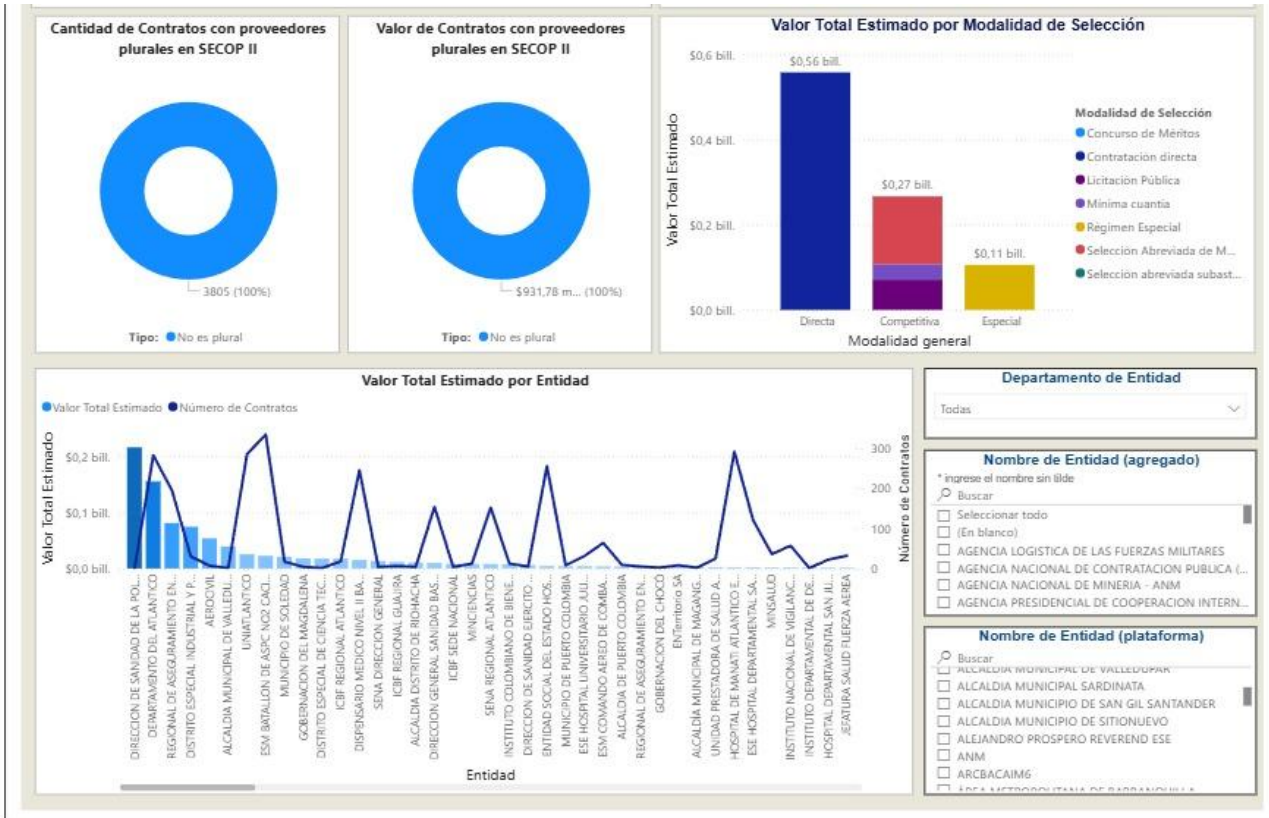 Cantidad de Contratos con proveedores
plurales en SECOP II
3805 (100%)
Tipo: No es plural
Valor de Contratos con proveedores
plurales en SECOP II
$931,78 m... (100%)
Tipo: No es plural
Valor Total Estimado por Modalidad de Selección
Valor Total Estimado
$0,6 bill.
$0,4 bill.
$0,2 bill.
$0,0 bill.
$0,56 bill.
$0,27 bill.
$0,11 bill.
Directa
Competitiva
Especial
Modalidad general
Modalidad de Selección
Concurso de Méritos
Contratación directa
Licitación Pública
Mínima cuantía
Régimen Especial
Selección Abreviada de M...
Selección abreviada subast...
Valor Total Estimado por Entidad
Valor Total Estimado Número de Contratos
Valor Total Estimado
$0,2 bill.
$0,1 bill.
$0,0 bill.
300
200
100
0
Número de Contratos
DIRECCION DE SANIDAD DE LA POL...
DEPARTAMENTO DEL ATLANTICO
REGIONAL DE ASEGURAMIENTO EN...
DISTRITO ESPECIAL INDUSTRIAL Y P...
AEROCIVIL
ALCALDIA MUNICIPAL DE VALLEDU...
UNIATLANTICO
ESM BATALLON DE ASPC NO2 CACI...
MUNICIPIO DE SOLEDAD
GOBERNACION DEL MAGDALENA
DISTRITO ESPECIAL DE CIENCIA TEC...
ICBF REGIONAL ATLANTICO
DISPENSARIO MEDICO NIVEL II BA...
SENA DIRECCION GENERAL
ICBF REGIONAL GUAJIRA
ALCALDIA DISTRITO DE RIOHACHA
DIRECCION GENERAL SANIDAD BAS...
ICBF SEDE NACIONAL
MINCIENCIAS
SENA REGIONAL ATLANTICO
INSTITUTO COLOMBIANO DE BIENE...
DIRECCION DE SANIDAD EJERCITO ...
ENTIDAD SOCIAL DEL ESTADO HOS...
MUNICIPIO DE PUERTO COLOMBIA
ESE HOSPITAL UNIVERSITARIO JULI...
ESM COMANDO AEREO DE COMBA...
ALCALDIA DE PUERTO COLOMBIA
REGIONAL DE ASEGURAMIENTO EN...
GOBERNACION DEL CHOCÓ
ENTerritorio SA
ALCALDÍA MUNICIPAL DE MAGANG...
UNIDAD PRESTADORA DE SALUD A...
HOSPITAL DE MANATI ATLANTICO E...
ESE HOSPITAL DEPARTAMENTAL SA...
MINSALUD
INSTITUTO NACIONAL DE VIGILANC...
INSTITUTO DEPARTAMENTAL DE DE...
HOSPITAL DEPARTAMENTAL SAN JU...
JEFATURA SALUD FUERZA AEREA
Entidad
Departamento de Entidad
Todas
Nombre de Entidad (agregado)
* ingrese el nombre sin tilde
Buscar
Seleccionar todo
(En blanco)
AGENCIA LOGISTICA DE LAS FUERZAS MILITARES
AGENCIA NACIONAL DE CONTRATACION PUBLICA (...
AGENCIA NACIONAL DE MINERIA - ANM
AGENCIA PRESIDENCIAL DE COOPERACION INTERN...
Nombre de Entidad (plataforma)
Buscar
ALCALDIA MUNICIPAL DE VALLEDUPAR
ALCALDIA MUNICIPAL SARDINATA
ALCALDIA MUNICIPIO DE SAN GIL SANTANDER
ALCALDIA MUNICIPIO DE SITIONUEVO
ALEJANDRO PROSPERO REVEREND ESE
ANM
ARCBACAIM6
ÁREA METROPOLITANA DE BARRANQUILLA